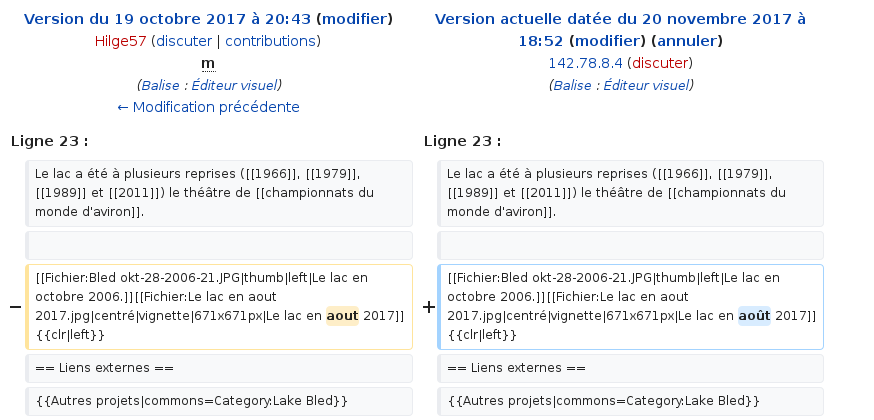 Version du 19 octobre 2017 à 20:43 (modifier)
Hilge57 (discuter | contributions)
m
(Balise : Éditeur visuel)
← Modification précédente
Version actuelle datée du 20 novembre 2017 à
18:52 (modifier) (annuler)
142.78.8.4 (discuter)
(Balise : Éditeur visuel)
Ligne 23 :
Ligne 23 :
Le lac a été à plusieurs reprises ([[1966]], [[1979]],
[[1989]] et [[2011]]) le théâtre de [[championnats du
monde d'aviron]].
Le lac a été à plusieurs reprises ([[1966]], [[1979]],
[[1989]] et [[2011]]) le théâtre de [[championnats du
monde d'aviron]].
−
[[Fichier:Bled okt-28-2006-21.JPG|thumb|left|Le lac en
octobre 2006.]][[Fichier:Le lac en aout
2017.jpg|centré|vignette|671x671px|Le lac en aout 2017]]
{{clr|left}}
+
[[Fichier:Bled okt-28-2006-21.JPG|thumb|left|Le lac en
octobre 2006.]][[Fichier:Le lac en aout
2017.jpg|centré|vignette|671x671px|Le lac en août 2017]]
{{clr|left}}
== Liens externes ==
== Liens externes ==
{{Autres projets|commons=Category:Lake Bled}}
{{Autres projets|commons=Category:Lake Bled}}